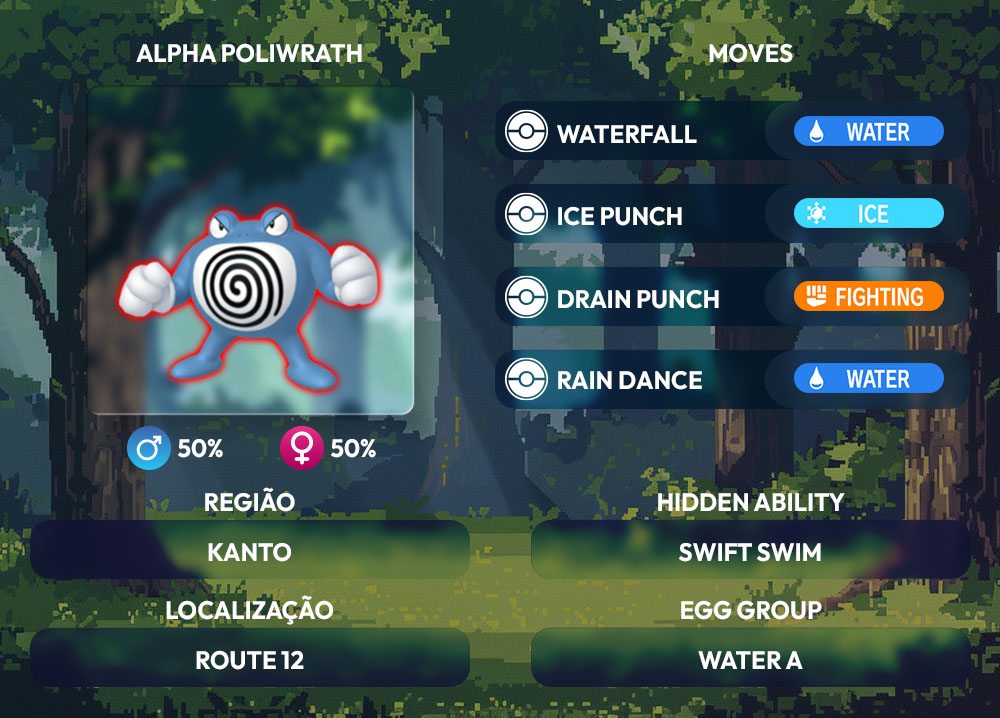 ALPHA POLIWRATH
50%
50%
REGIÃO
KANTO
LOCALIZAÇÃO
ROUTE 12
MOVES
WATERFALL WATER
ICE PUNCH ICE
DRAIN PUNCH FIGHTING
RAIN DANCE WATER
HIDDEN ABILITY
SWIFT SWIM
EGG GROUP
WATER A